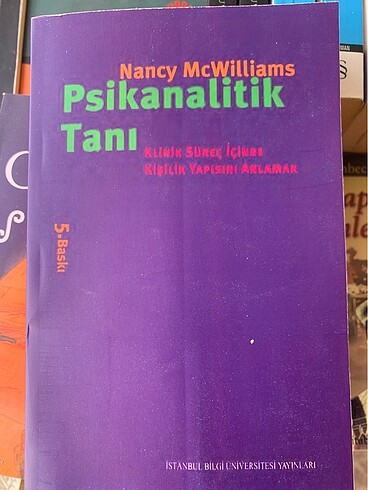 Nancy McWilliams
Psikanalitik
Tanı
Klinik Süreç İçinde
Kişilik Yapısını Anlamak
5.Baskı
İSTANBUL BİLGİ ÜNİVERSİTESİ YAYINLARI